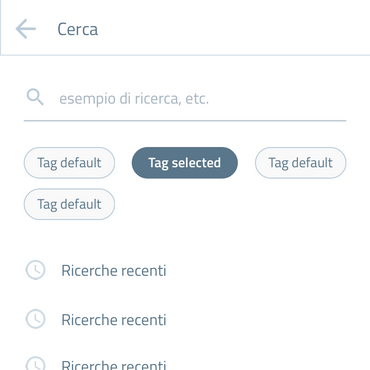 Cerca
esempio di ricerca, etc.
Tag default Tag selected Tag default
Tag default
Ricerche recenti
Ricerche recenti
Ricerche recenti